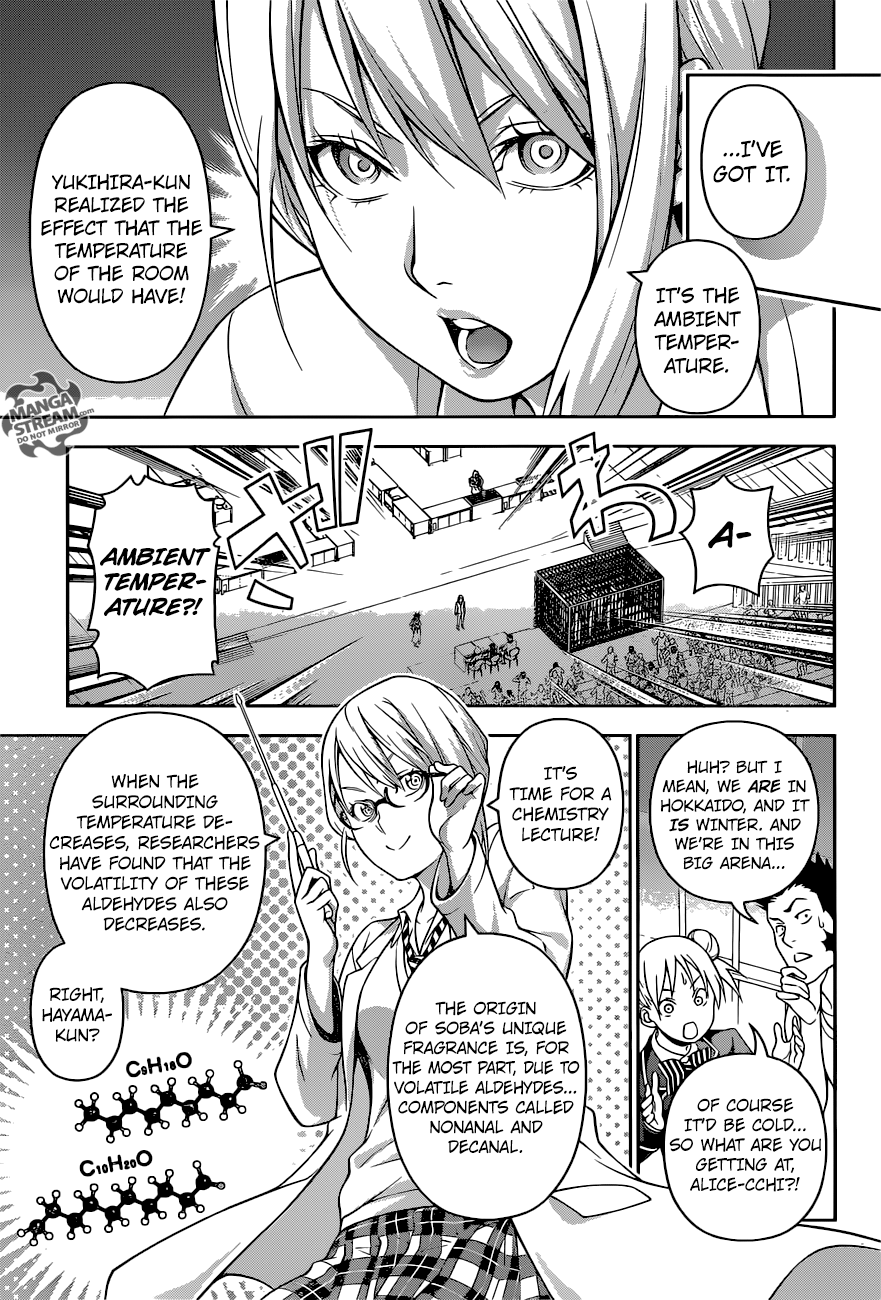 ...I'VE
GOT IT.
IT'S THE
AMBIENT
TEMPER-
ATURE.
YUKIHIRA-KUN
REALIZED THE
EFFECT THAT THE
TEMPERATURE
OF THE ROOM
WOULD HAVE!
MANGA
STREAM.com
DO NOT MIRROR
A-
わ
ざ
メ
AMBIENT
TEMPER-
ATURE?!
HUH? BUT I
MEAN, WE ARE IN
HOKKAIDO, AND IT
IS WINTER. AND
WE'RE IN THIS
BIG ARENA...
OF COURSE
IT'D BE COLD...
SO WHAT ARE YOU
GETTING AT,
ALICE-CCHI?!
IT'S
TIME FOR A
CHEMISTRY
LECTURE!
THE ORIGIN
OF SOBA'S UNIQUE
FRAGRANCE IS, FOR
THE MOST PART, DUE TO
VOLATILE ALDEHYDES...
COMPONENTS CALLED
NONANAL AND
DECANAL.
WHEN THE
SURROUNDING
TEMPERATURE DE-
CREASES, RESEARCHERS
HAVE FOUND THAT THE
VOLATILITY OF THESE
ALDEHYDES ALSO
DECREASES.
RIGHT,
HAYAMA-
KUN?
C9H18O
C10H20O